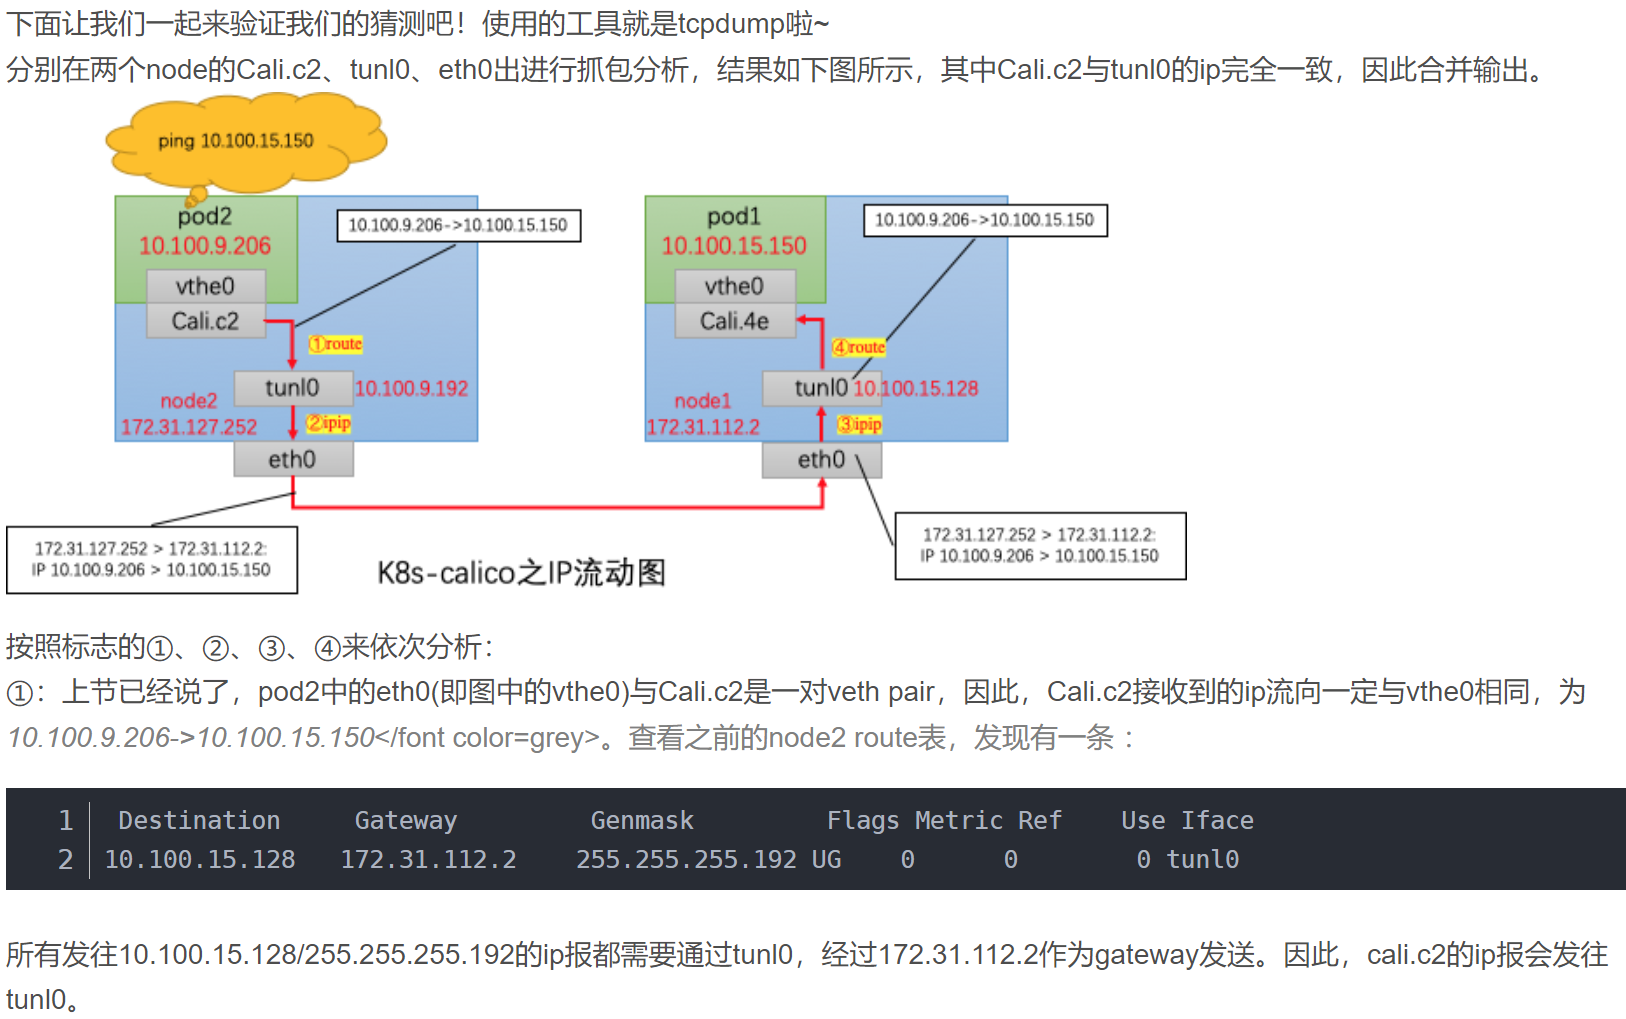 下面让我们一起来验证我们的猜测吧！使用的工具就是tcpdump啦~
分别在两个node的Cali.c2、tunl0、eth0出进行抓包分析，结果如下图所示，其中Cali.c2与tunl0的ip完全一致，因此合并输出。
ping 10.100.15.150
pod2
10.100.9.206
vthe0
Cali.c2
10.100.9.206->10.100.15.150
①route
tunl0
10.100.9.192
node2
172.31.127.252
②ipip
eth0
172.31.127.252 > 172.31.112.2:
IP 10.100.9.206 > 10.100.15.150
pod1
10.100.15.150
vthe0
Cali.4e
10.100.9.206->10.100.15.150
④route
tunl0
10.100.15.128
node1
172.31.112.2
③ipip
eth0
172.31.127.252 > 172.31.112.2:
IP 10.100.9.206 > 10.100.15.150
K8s-calico之IP流动图
按照标志的①、②、③、④来依次分析：
①：上节已经说了，pod2中的eth0(即图中的vthe0)与Cali.c2是一对veth pair，因此，Cali.c2接收到的ip流向一定与vthe0相同，为
10.100.9.206->10.100.15.150</font color=grey>。查看之前的node2 route表，发现有一条：
1 Destination Gateway Genmask Flags Metric Ref Use Iface
2 10.100.15.128 172.31.112.2 255.255.255.192 UG 0 0 0 tunl0
所有发往10.100.15.128/255.255.255.192的ip报都需要通过tunl0，经过172.31.112.2作为gateway发送。因此，cali.c2的ip报会发往
tunl0。